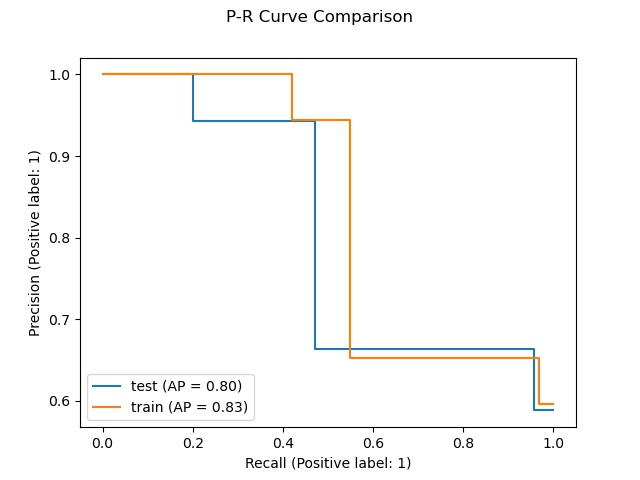 P-R Curve Comparison
Precision (Positive label: 1)
1.0
0.9
0.8
0.7
0.6
test (AP = 0.80)
train (AP = 0.83)
0.0 0.2 0.4 0.6 0.8 1.0
Recall (Positive label: 1)